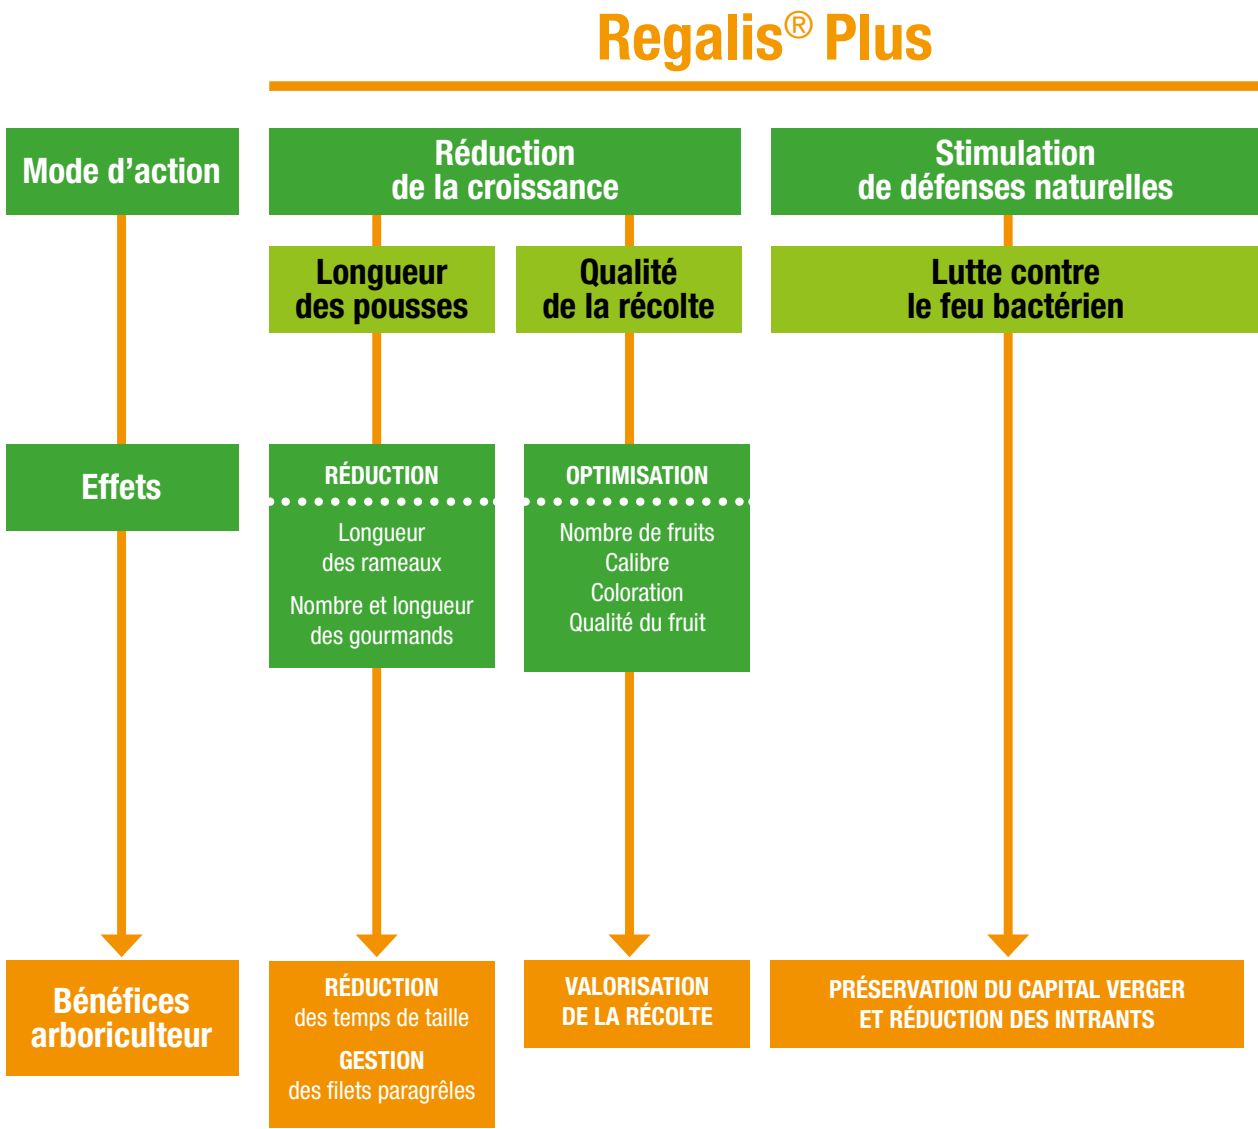 Regalis® Plus
Mode d’action
Réduction
de la croissance
Stimulation
de défenses naturelles
Longueur
des pousses
Qualité
de la récolte
Lutte contre
le feu bactérien
Effets
RÉDUCTION
Longueur
des rameaux
Nombre et longueur
des gourmands
OPTIMISATION
Nombre de fruits
Calibre
Coloration
Qualité du fruit
Bénéfices
arboriculteur
RÉDUCTION
des temps de taille
GESTION
des filets paragrêles
VALORISATION
DE LA RÉCOLTE
PRÉSERVATION DU CAPITAL VERGER
ET RÉDUCTION DES INTRANTS